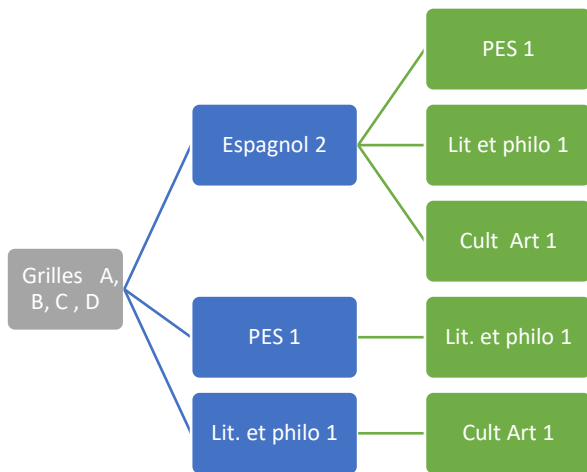 PES 1
Espagnol 2
Lit et philo 1
Cult Art 1
Grilles A,
B, C , D
PES 1
Lit. et philo 1
Lit. et philo 1
Cult Art 1